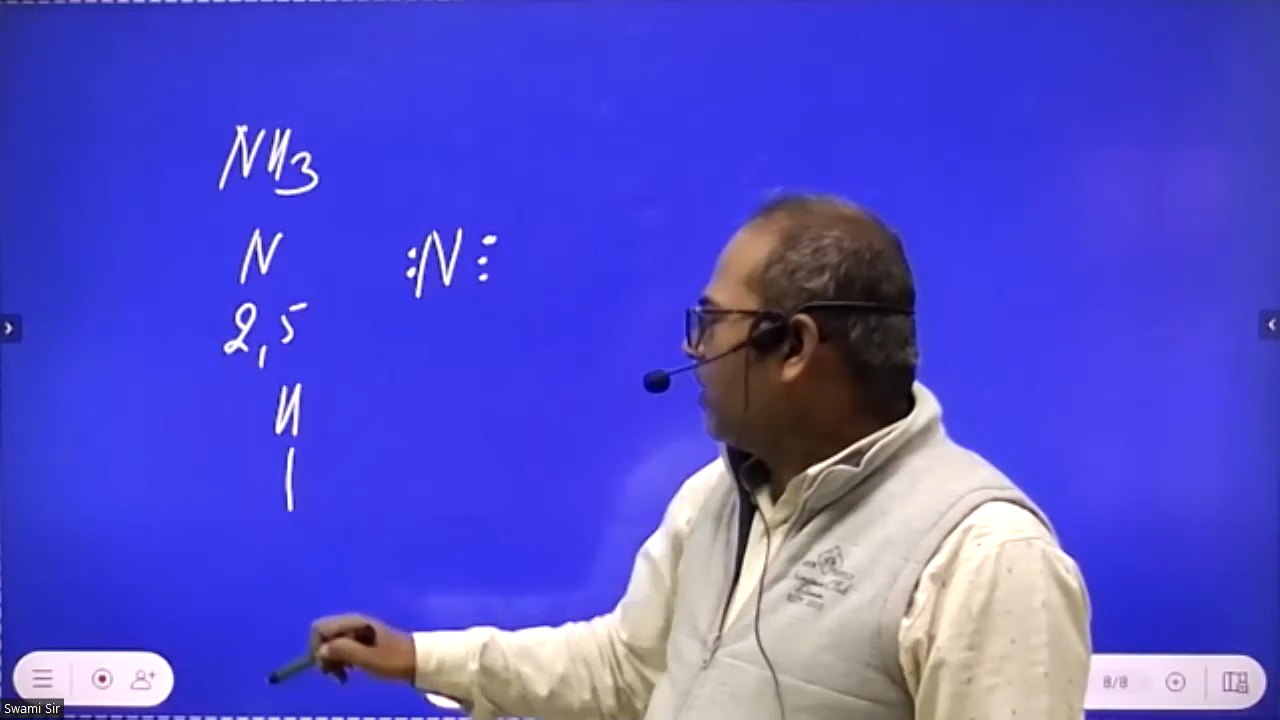 NH3
N :N⋮
2,5
H
1
Swami Sir
8/8